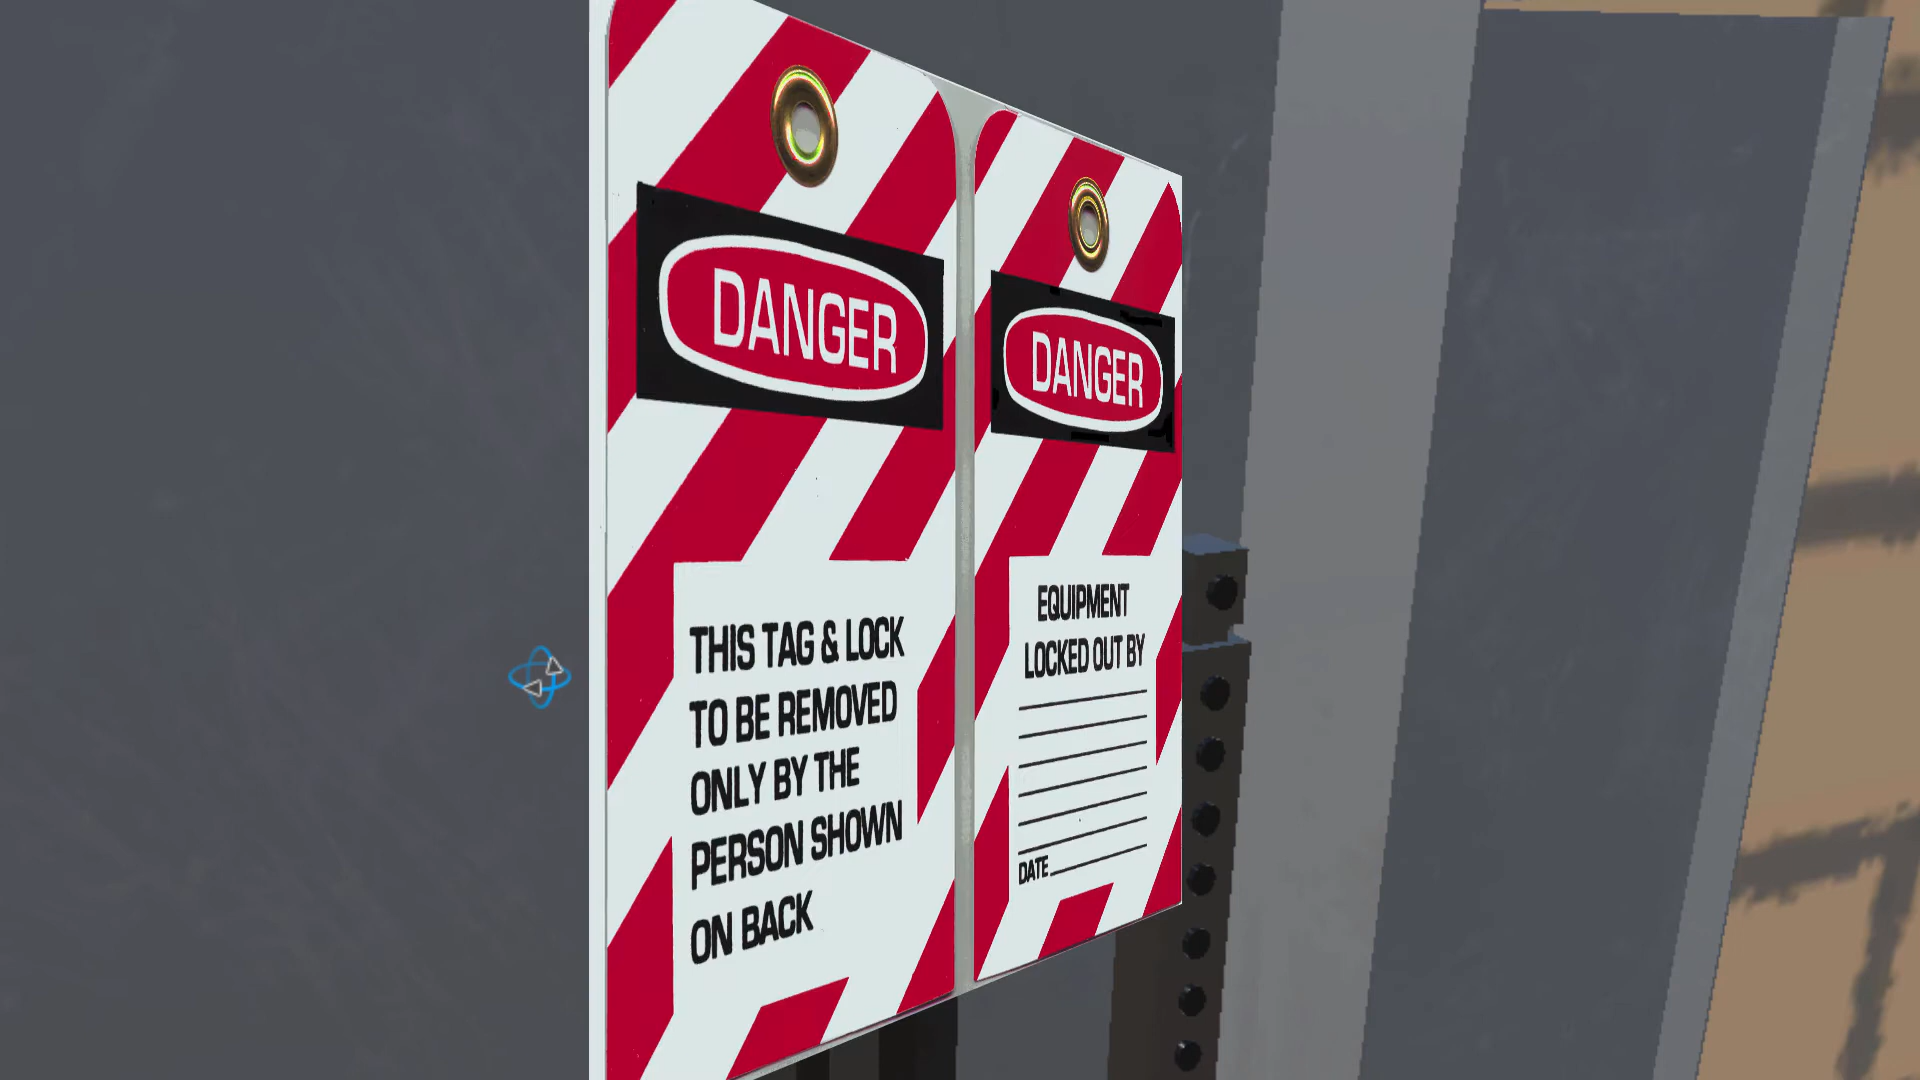 DANGER
THIS TAG & LOCK
TO BE REMOVED
ONLY BY THE
PERSON SHOWN
ON BACK
DANGER
EQUIPMENT
LOCKED OUT BY
DATE